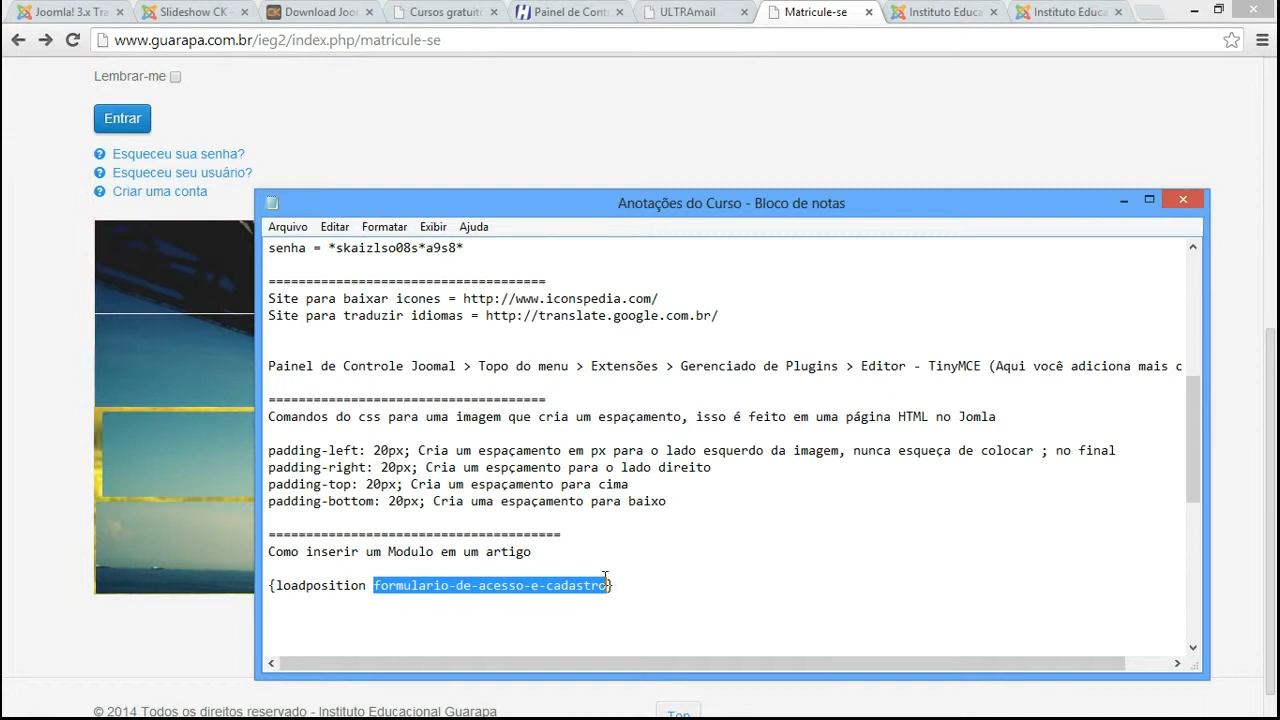 Joomla! 3.x Tra
Slideshow CK -
Download Joo
Cursos gratuito
Painel de Cont
ULTRAmail
Matricule-se
Instituto Educa
Instituto Educa
www.guarapa.com.br/ieg2/index.php/matricule-se
Lembrar-me
Entrar
Esqueceu sua senha?
Esqueceu seu usuário?
Criar uma conta
Anotações do Curso - Bloco de notas
Arquivo Editar Formatar Exibir Ajuda
senha = *skaizlso08s*a9s8*
=====================================
Site para baixar icones = http://www.iconspedia.com/
Site para traduzir idiomas = http://translate.google.com.br/
Painel de Controle Joomal > Topo do menu > Extensões > Gerenciado de Plugins > Editor - TinyMCE (Aqui você adiciona mais c
=====================================
Comandos do css para uma imagem que cria um espaçamento, isso é feito em uma página HTML no Jomla
padding-left: 20px; Cria um espaçamento em px para o lado esquerdo da imagem, nunca esqueça de colocar ; no final
padding-right: 20px; Cria um espçamento para o lado direito
padding-top: 20px; Cria um espaçamento para cima
padding-bottom: 20px; Cria uma espaçamento para baixo
=======================================
Como inserir um Modulo em um artigo
{loadposition formulario-de-acesso-e-cadastro}
© 2014 Todos os direitos reservado - Instituto Educacional Guarapa
Top